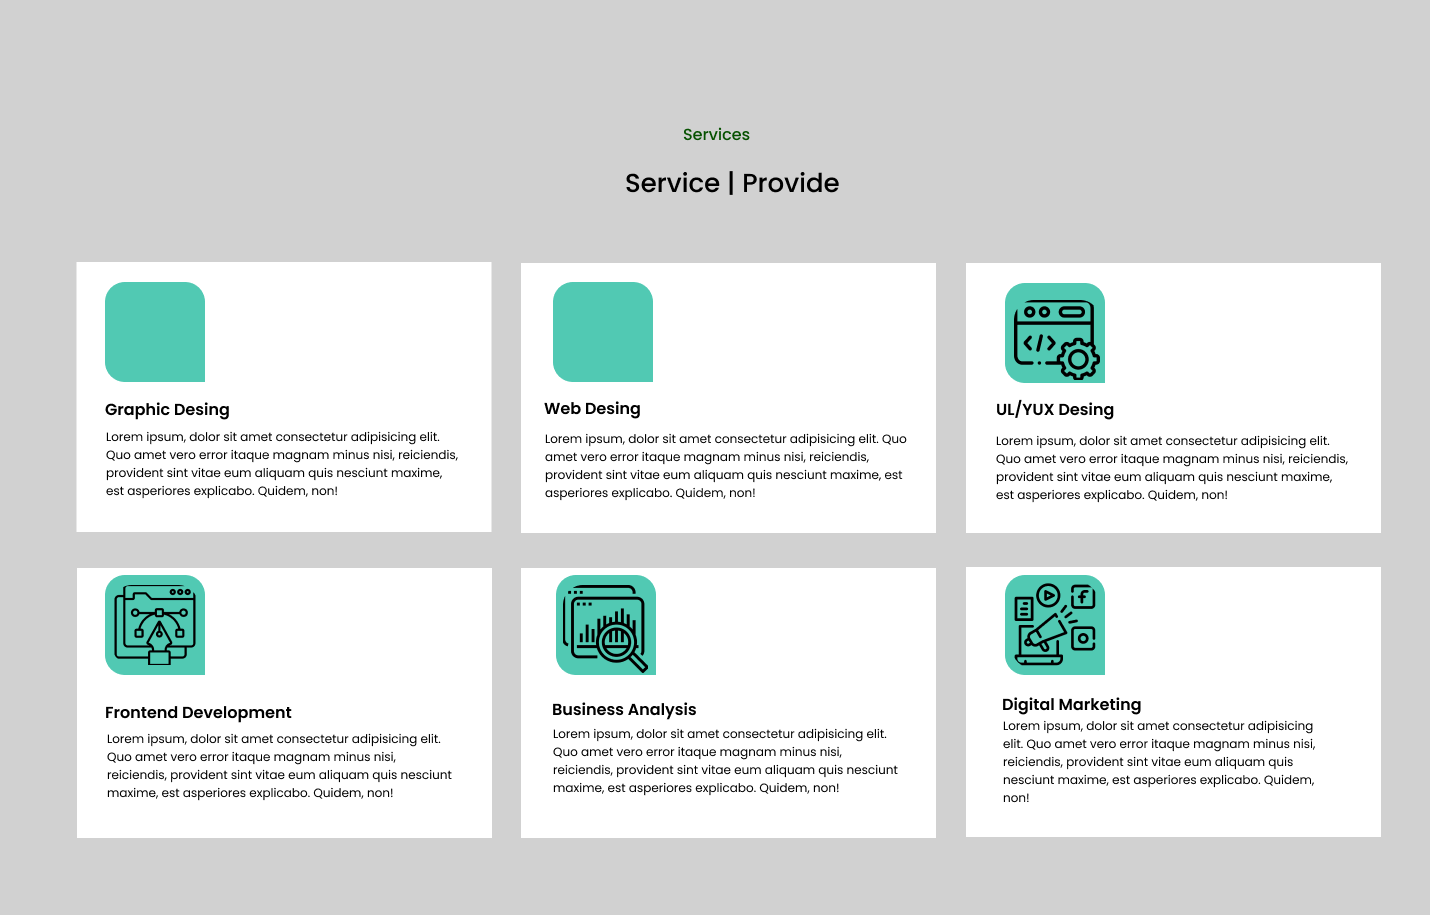 Services
Service | Provide
Graphic Desing
Lorem ipsum, dolor sit amet consectetur adipisicing elit.
Quo amet vero error itaque magnam minus nisi, reiciendis,
provident sint vitae eum aliquam quis nesciunt maxime,
est asperiores explicabo. Quidem, non!
Web Desing
Lorem ipsum, dolor sit amet consectetur adipisicing elit. Quo
amet vero error itaque magnam minus nisi, reiciendis,
provident sint vitae eum aliquam quis nesciunt maxime, est
asperiores explicabo. Quidem, non!
UL/YUX Desing
Lorem ipsum, dolor sit amet consectetur adipisicing elit.
Quo amet vero error itaque magnam minus nisi, reiciendis,
provident sint vitae eum aliquam quis nesciunt maxime,
est asperiores explicabo. Quidem, non!
Frontend Development
Lorem ipsum, dolor sit amet consectetur adipisicing elit.
Quo amet vero error itaque magnam minus nisi,
reiciendis, provident sint vitae eum aliquam quis nesciunt
maxime, est asperiores explicabo. Quidem, non!
Business Analysis
Lorem ipsum, dolor sit amet consectetur adipisicing elit.
Quo amet vero error itaque magnam minus nisi,
reiciendis, provident sint vitae eum aliquam quis nesciunt
maxime, est asperiores explicabo. Quidem, non!
Digital Marketing
Lorem ipsum, dolor sit amet consectetur adipisicing
elit. Quo amet vero error itaque magnam minus nisi,
reiciendis, provident sint vitae eum aliquam quis
nesciunt maxime, est asperiores explicabo. Quidem,
non!